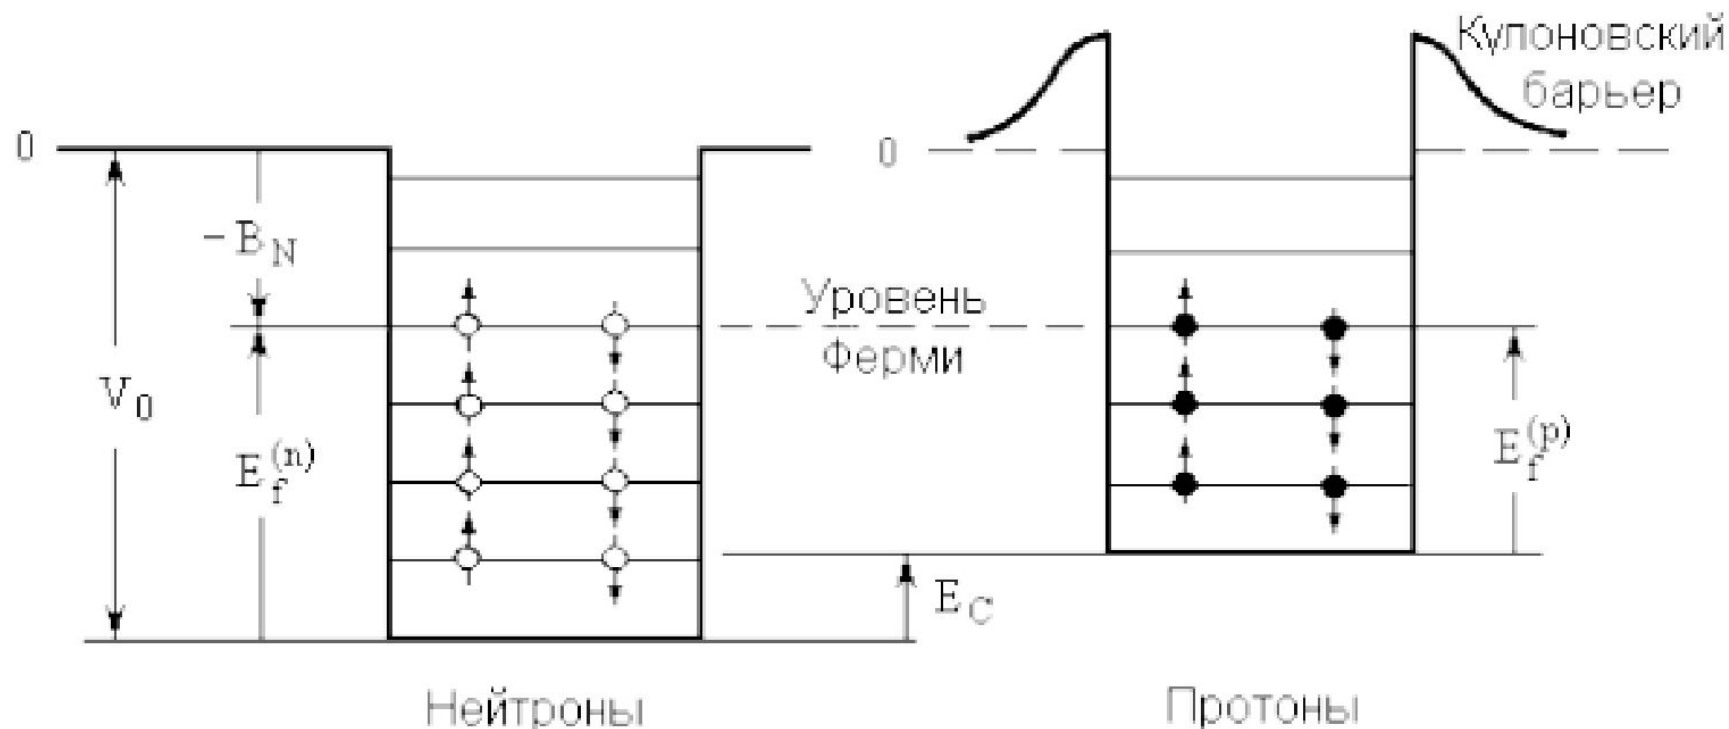 Кулоновский
барьер
0
0
- B_N
Уровень
Ферми
V_0
E_f^(n)
E_f^(p)
E_C
Нейтроны
Протоны